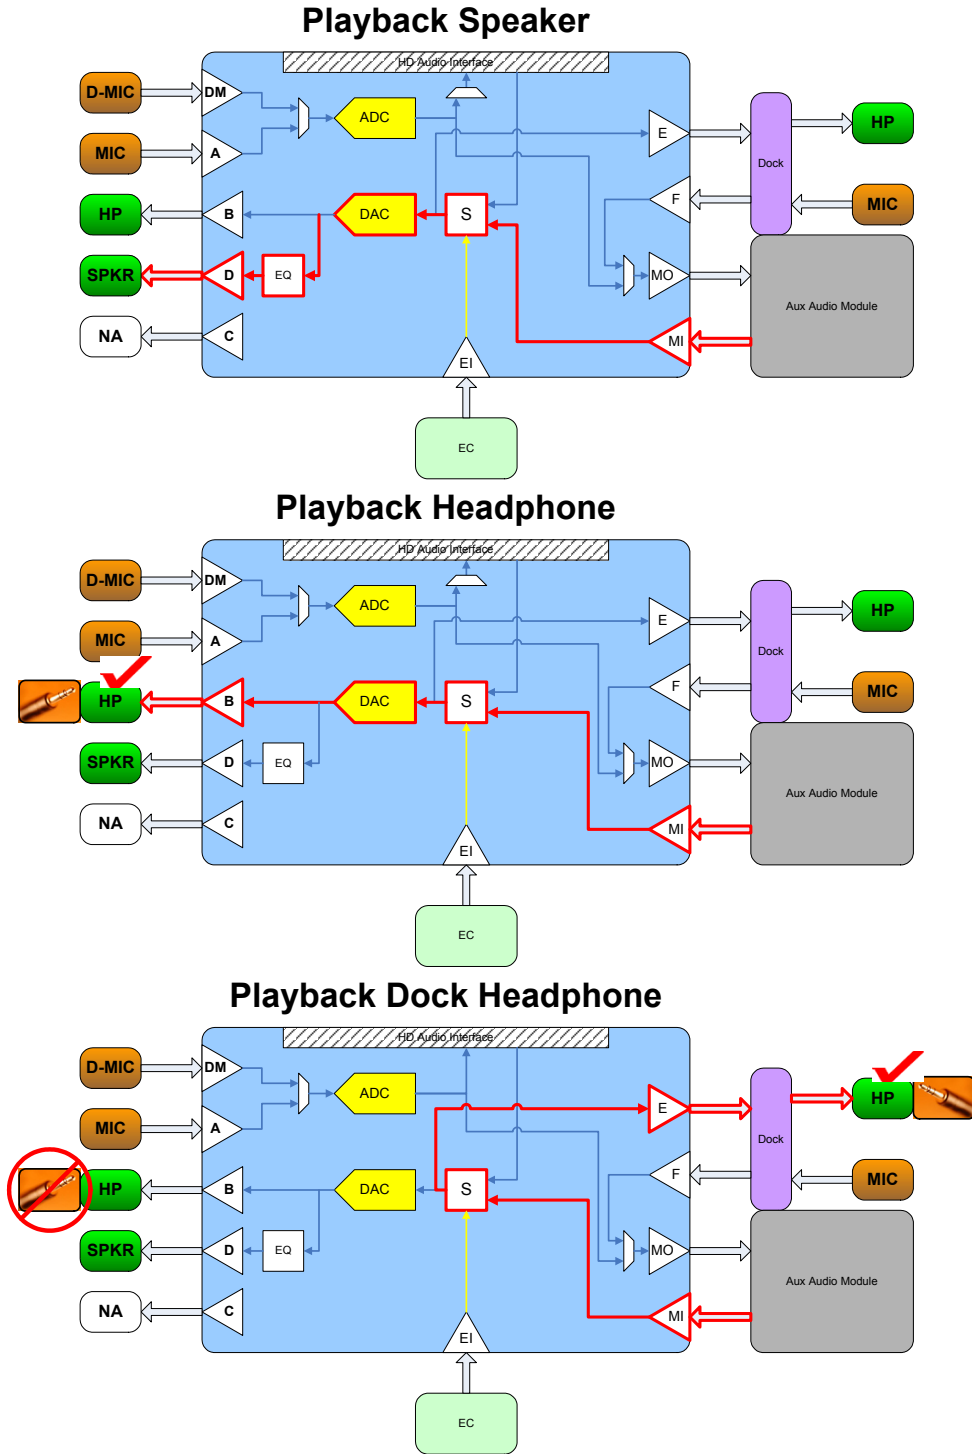 Playback Speaker
HD Audio Interface
D-MIC
DM
ADC
E
HP
MIC
A
Dock
HP
B
DAC
S
F
MIC
SPKR
D
EQ
MO
Aux Audio Module
NA
C
MI
EI
EC
Playback Headphone
HD Audio Interface
D-MIC
DM
ADC
E
HP
MIC
A
Dock
HP
B
DAC
S
F
MIC
SPKR
D
EQ
MO
Aux Audio Module
NA
C
MI
EI
EC
Playback Dock Headphone
HD Audio Interface
D-MIC
DM
ADC
E
HP
MIC
A
Dock
HP
B
DAC
S
F
MIC
SPKR
D
EQ
MO
Aux Audio Module
NA
C
MI
EI
EC